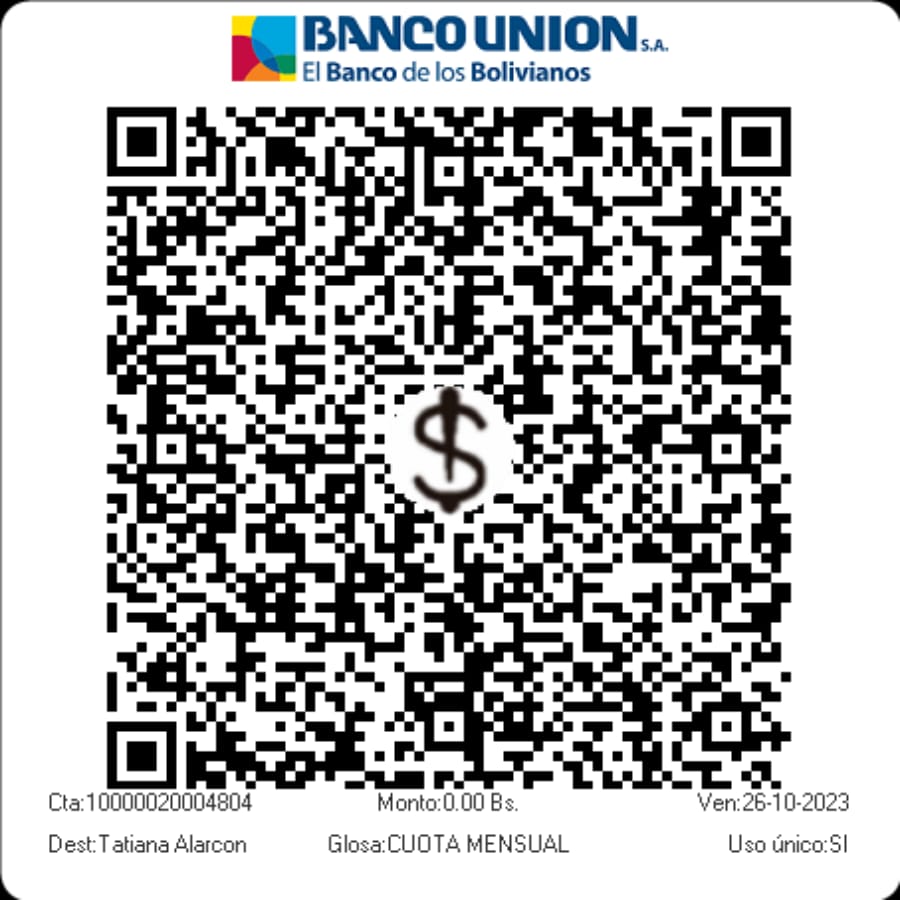 BANCO UNION S.A.
El Banco de los Bolivianos
$
Cta:10000020004804 Monto:0.00 Bs. Ven:26-10-2023
Dest:Tatiana Alarcon Glosa:CUOTA MENSUAL Uso único:SI